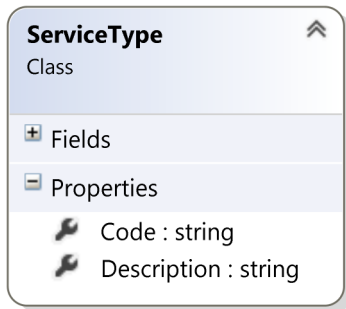 ServiceType
Class
Fields
Properties
Code : string
Description : string